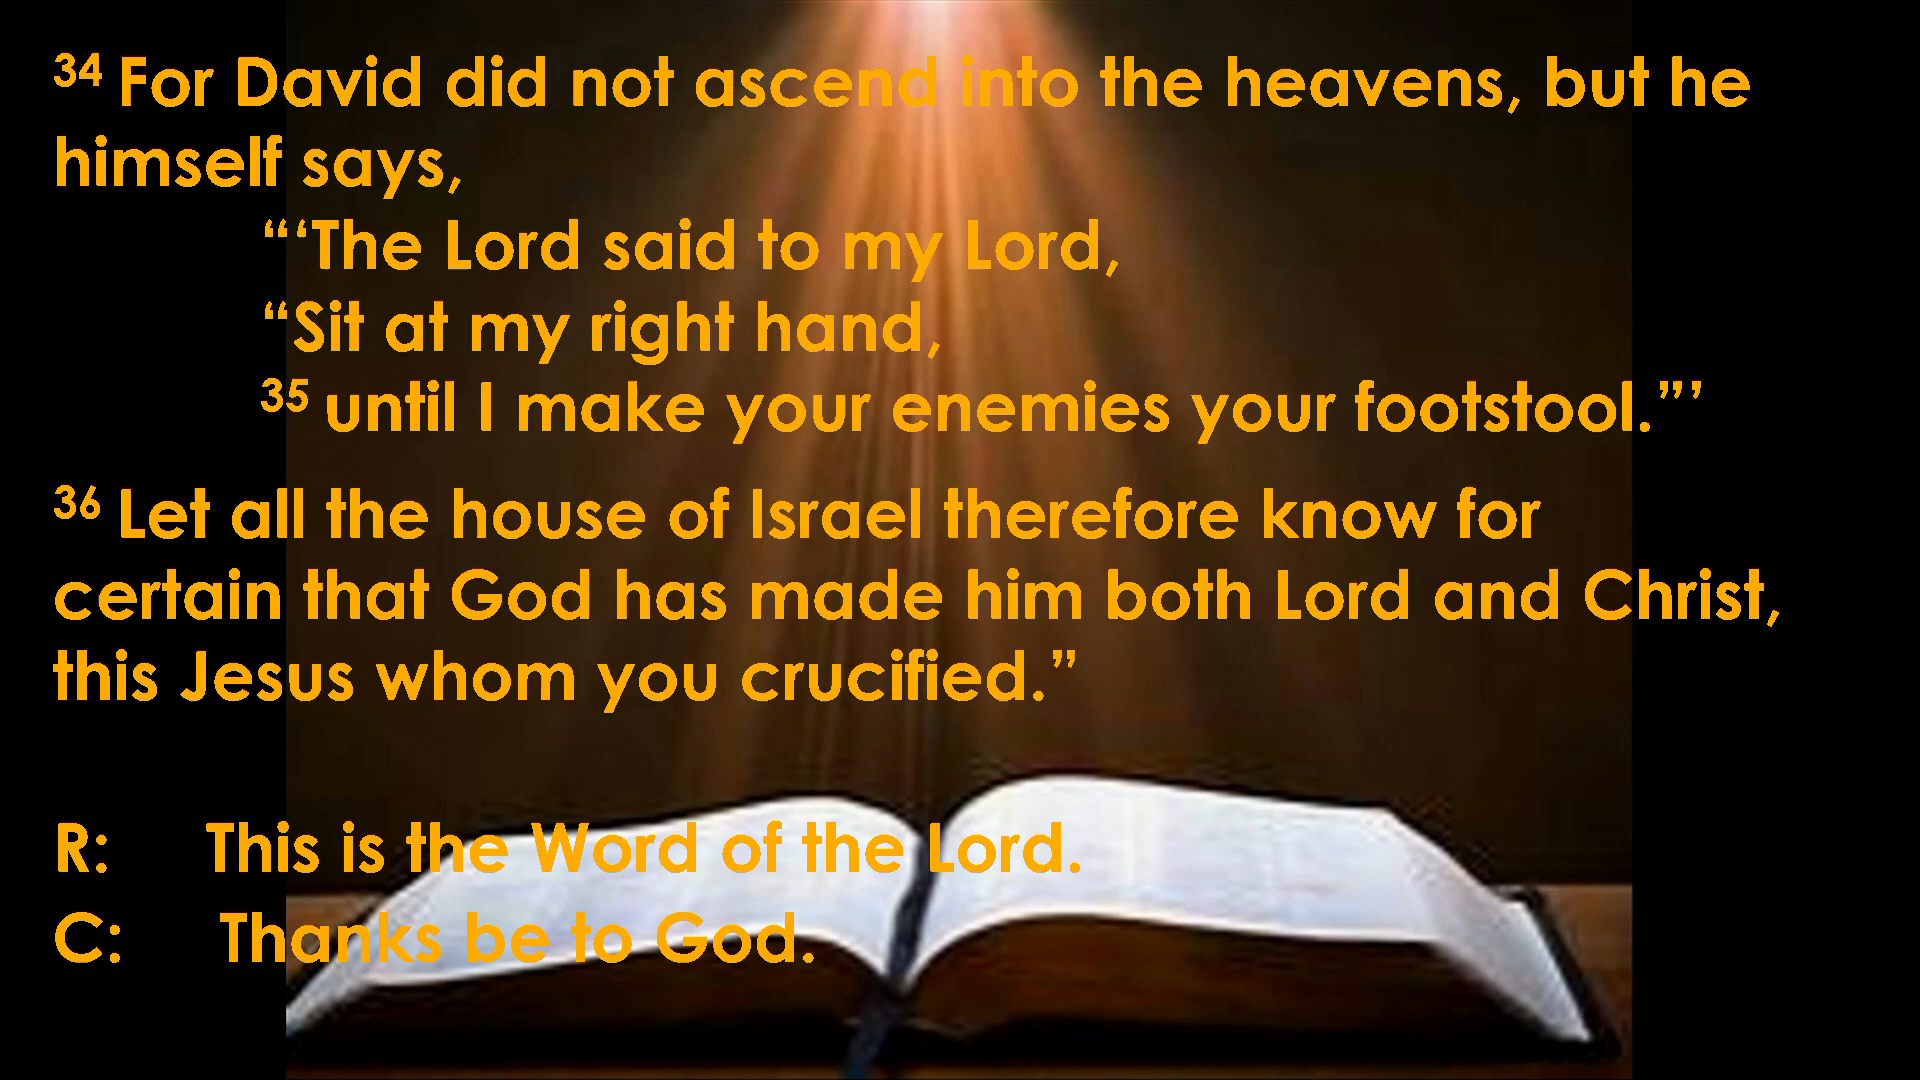 34 For David did not ascend into the heavens, but he
himself says,
“‘The Lord said to my Lord,
“Sit at my right hand,
35 until I make your enemies your footstool.”’
36 Let all the house of Israel therefore know for
certain that God has made him both Lord and Christ,
this Jesus whom you crucified.”
R: This is the Word of the Lord.
C: Thanks be to God.